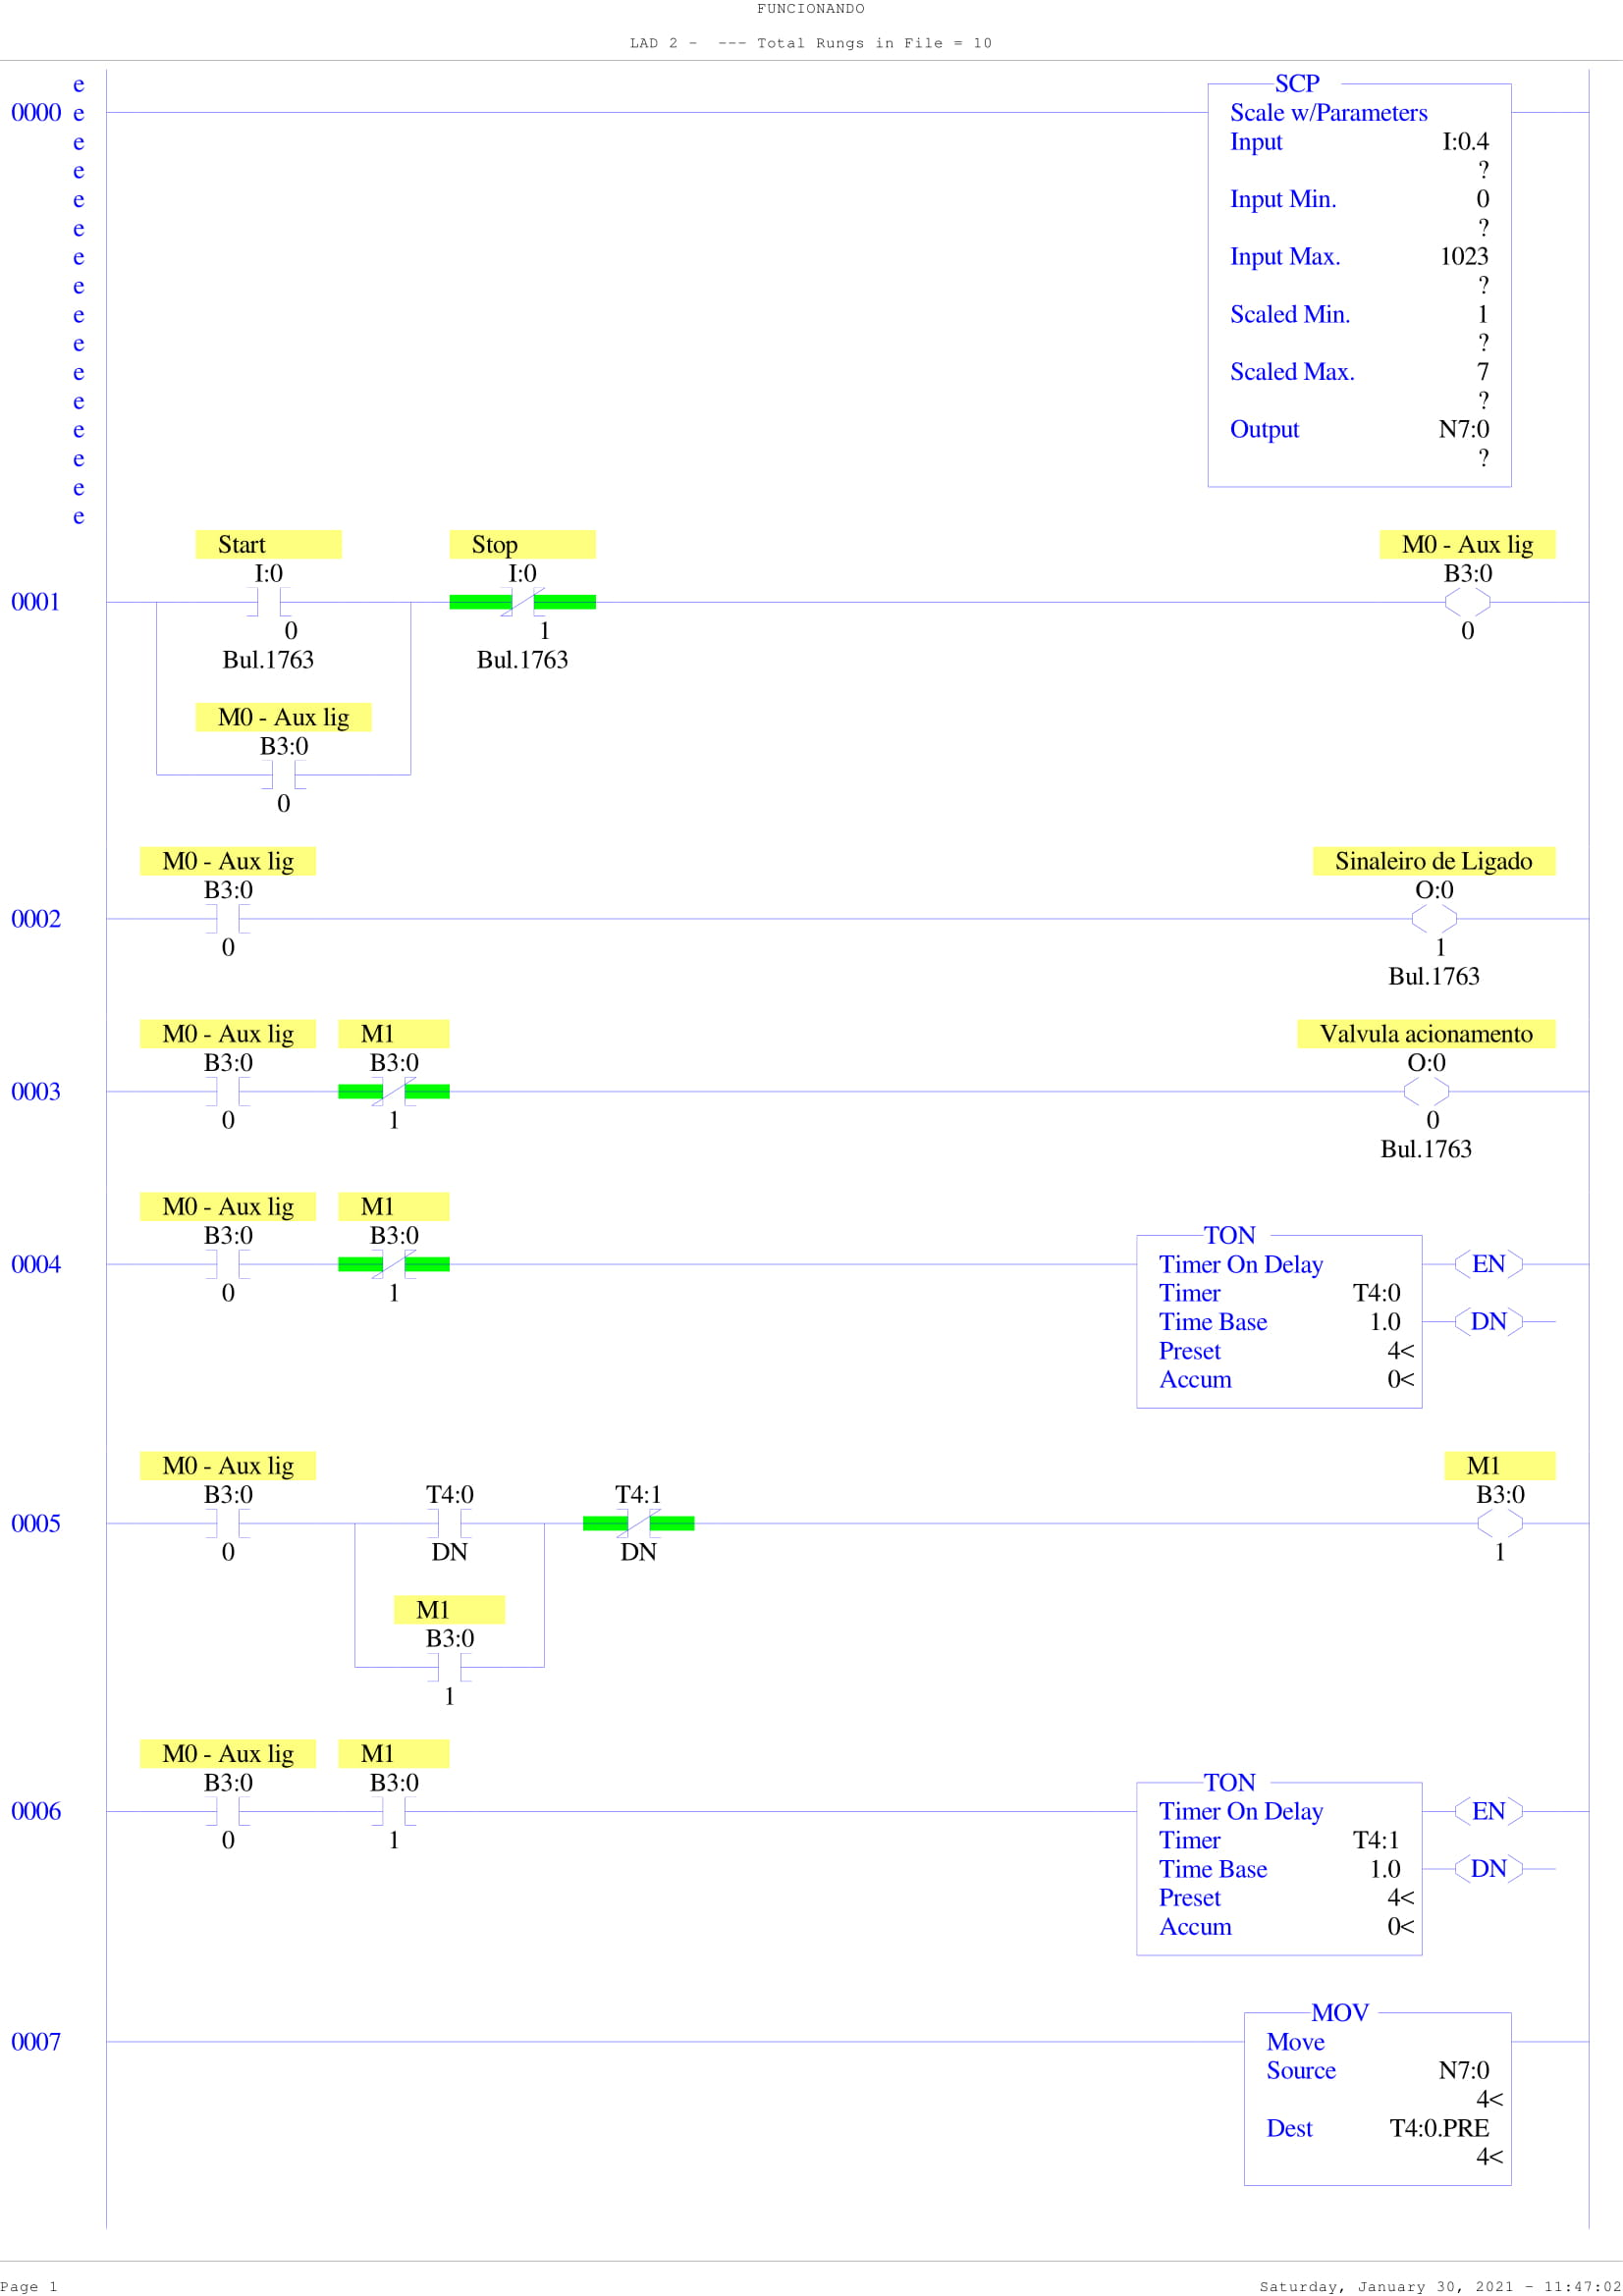 FUNCIONANDO
LAD 2 -  --- Total Rungs in File = 10
e
0000 e
e
e
e
e
e
e
e
e
e
e
e
e
e
e
SCP
Scale w/Parameters
Input I:0.4
?
Input Min. 0
?
Input Max. 1023
?
Scaled Min. 1
?
Scaled Max. 7
?
Output N7:0
?
Start Stop M0 - Aux lig
I:0 I:0 B3:0
0001
0 1 0
Bul.1763 Bul.1763
M0 - Aux lig
B3:0
0
M0 - Aux lig Sinaleiro de Ligado
B3:0 O:0
0002
0 1
Bul.1763
M0 - Aux lig M1 Valvula acionamento
B3:0 B3:0 O:0
0003
0 1 0
Bul.1763
M0 - Aux lig M1
B3:0 B3:0 TON
0004 Timer On Delay EN
0 1 Timer T4:0
Time Base 1.0 DN
Preset 4<
Accum 0<
M0 - Aux lig M1
B3:0 T4:0 T4:1 B3:0
0005
0 DN DN 1
M1
B3:0
1
M0 - Aux lig M1
B3:0 B3:0 TON
0006 Timer On Delay EN
0 1 Timer T4:1
Time Base 1.0 DN
Preset 4<
Accum 0<
MOV
0007 Move
Source N7:0
4<
Dest T4:0.PRE
4<
Page 1 Saturday, January 30, 2021 - 11:47:02